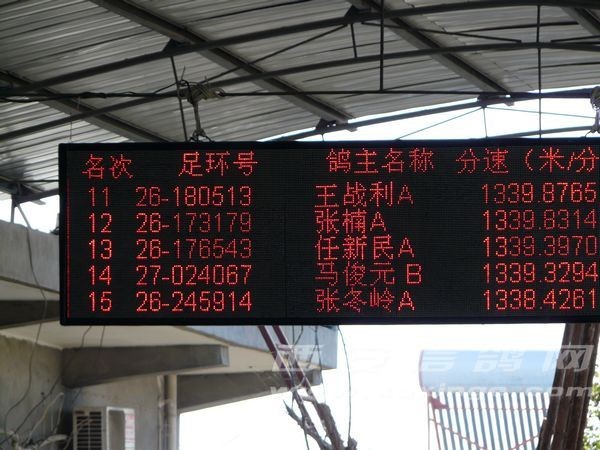 名次 足环号 鸽主名称 分速（米/分
11 26-180513 王战利A 1339.8765
12 26-173179 张楠A 1339.8314
13 26-176543 任新民A 1339.3970
14 27-024067 马俊元 B 1339.3294
15 26-245914 张冬岭A 1338.4261